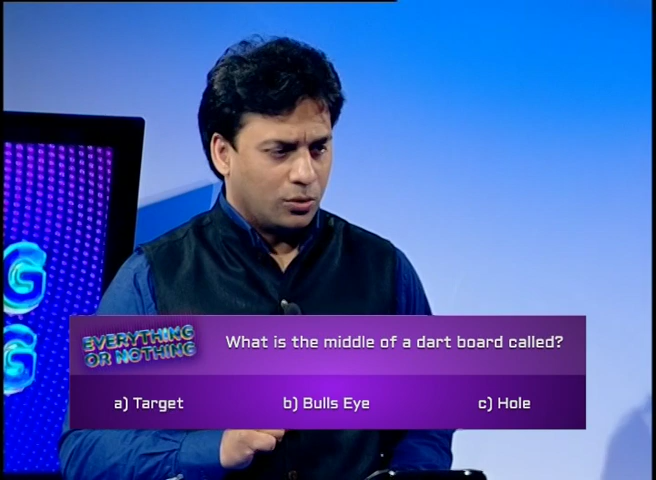 G
G
EVERYTHING
OR NOTHING
What is the middle of a dart board called?
a) Target b) Bulls Eye c) Hole